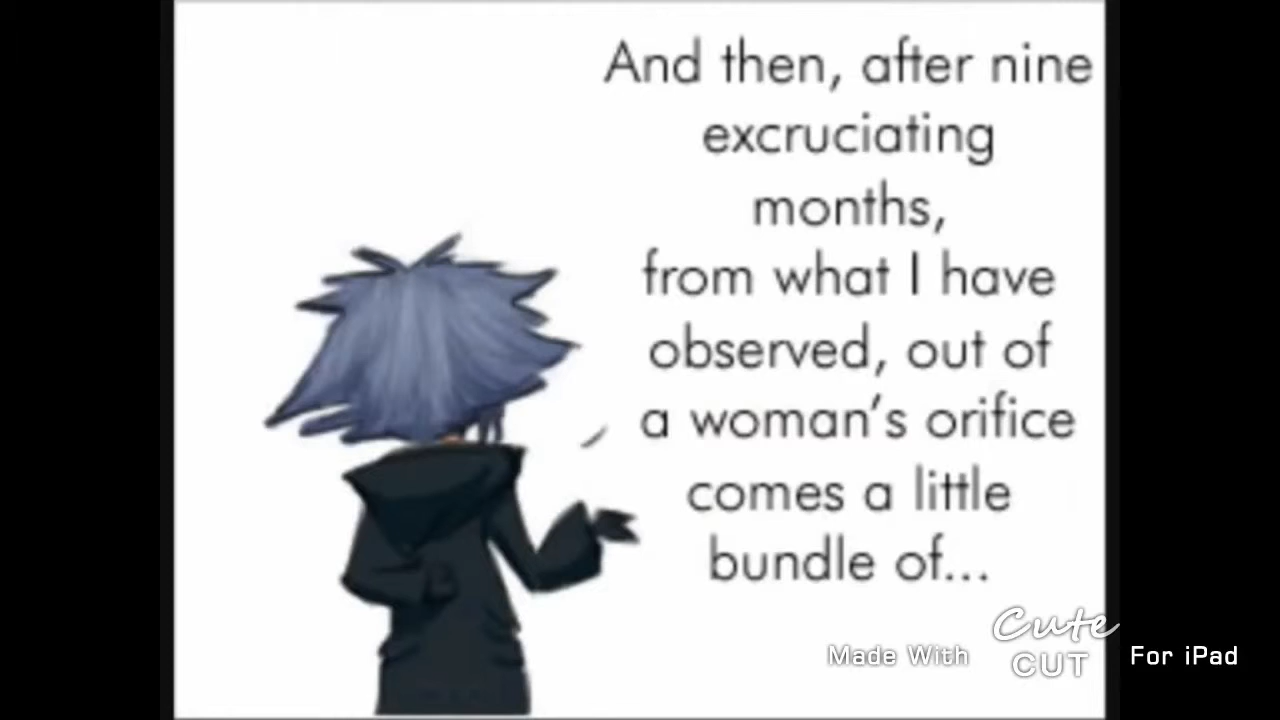 And then, after nine
excruciating
months,
from what I have
observed, out of
a woman's orifice
comes a little
bundle of...
Made With Cute CUT For iPad